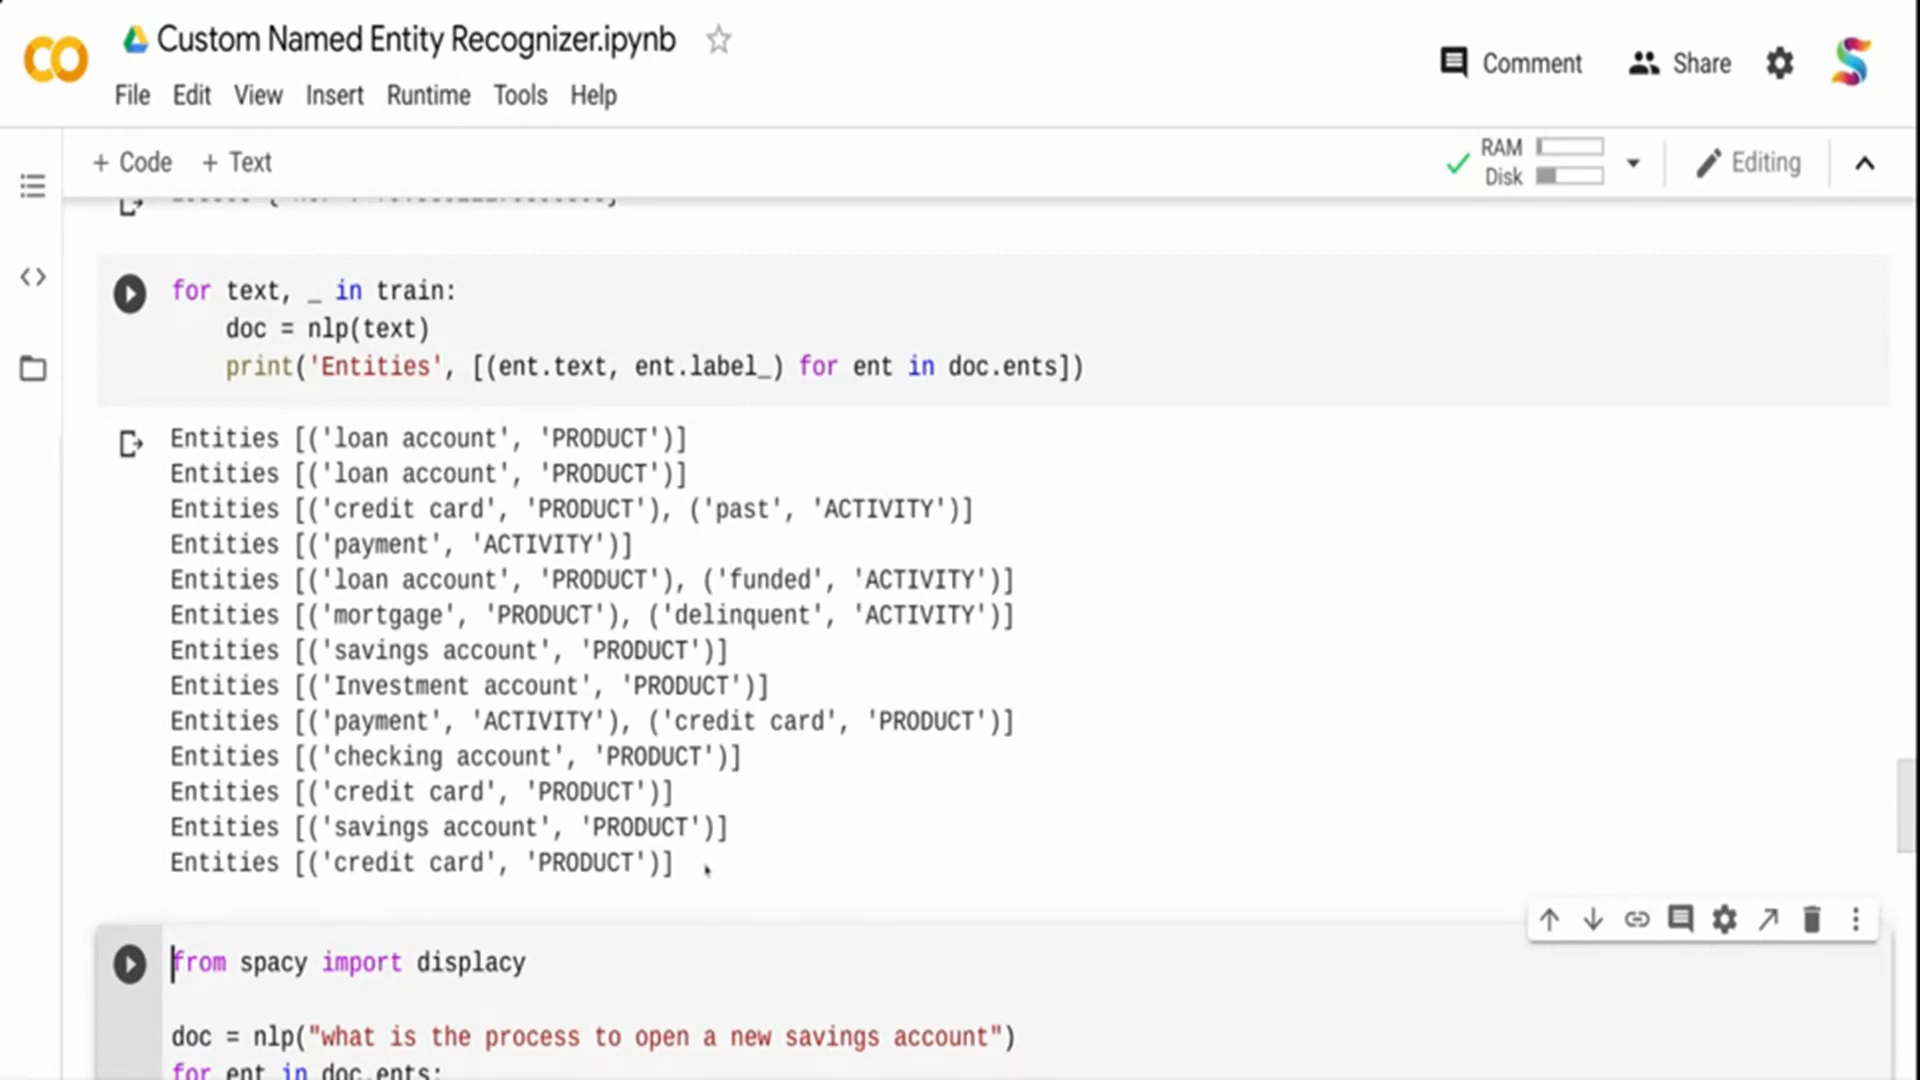 Custom Named Entity Recognizer.ipynb
File Edit View Insert Runtime Tools Help
Comment Share
+ Code + Text
RAM
Disk
Editing
for text, _ in train:
    doc = nlp(text)
    print('Entities', [(ent.text, ent.label_) for ent in doc.ents])
Entities [('loan account', 'PRODUCT')]
Entities [('loan account', 'PRODUCT')]
Entities [('credit card', 'PRODUCT'), ('past', 'ACTIVITY')]
Entities [('payment', 'ACTIVITY')]
Entities [('loan account', 'PRODUCT'), ('funded', 'ACTIVITY')]
Entities [('mortgage', 'PRODUCT'), ('delinquent', 'ACTIVITY')]
Entities [('savings account', 'PRODUCT')]
Entities [('Investment account', 'PRODUCT')]
Entities [('payment', 'ACTIVITY'), ('credit card', 'PRODUCT')]
Entities [('checking account', 'PRODUCT')]
Entities [('credit card', 'PRODUCT')]
Entities [('savings account', 'PRODUCT')]
Entities [('credit card', 'PRODUCT')]
from spacy import displacy
doc = nlp("what is the process to open a new savings account")
for ent in doc.ents: